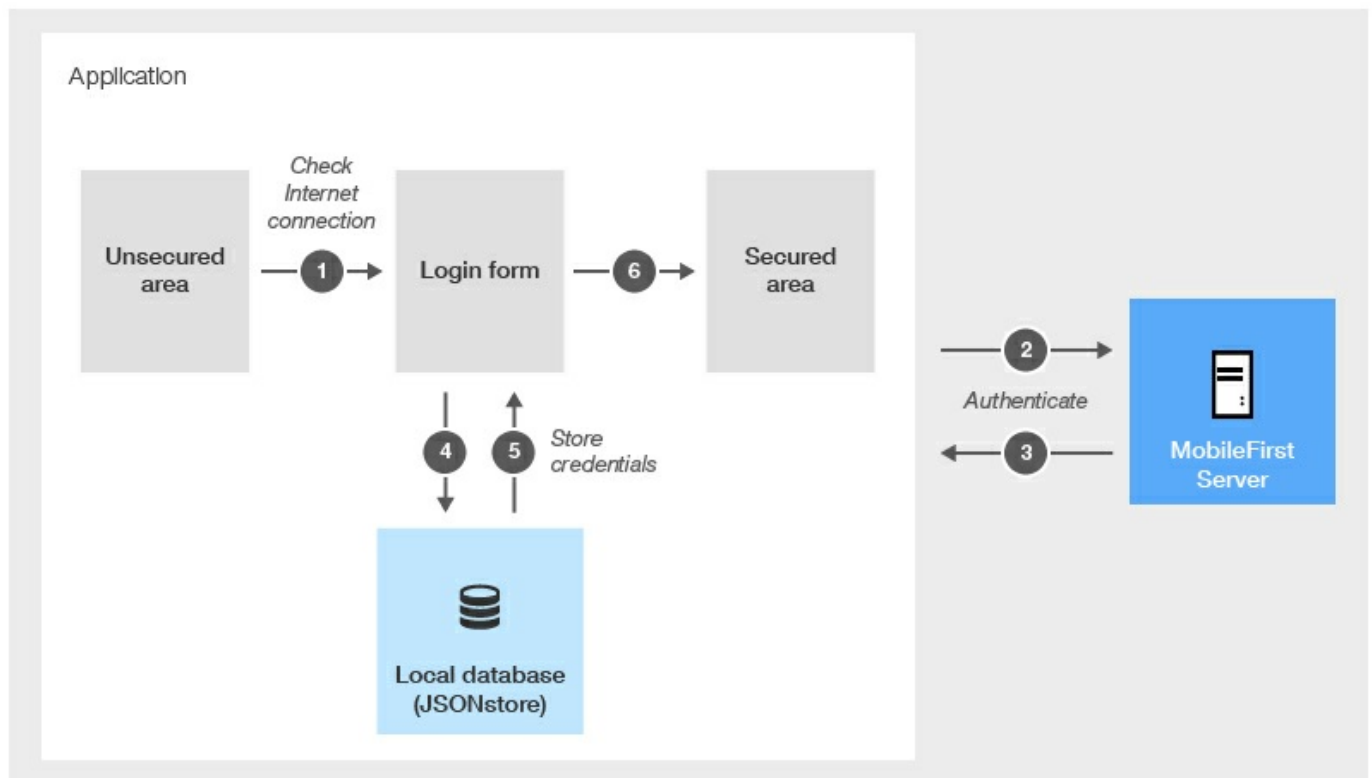 Application
Check
Internet
connection
Unsecured
area
1
Login form
6
Secured
area
2
Authenticate
3
MobileFirst
Server
4
5
Store
credentials
Local database
(JSONstore)